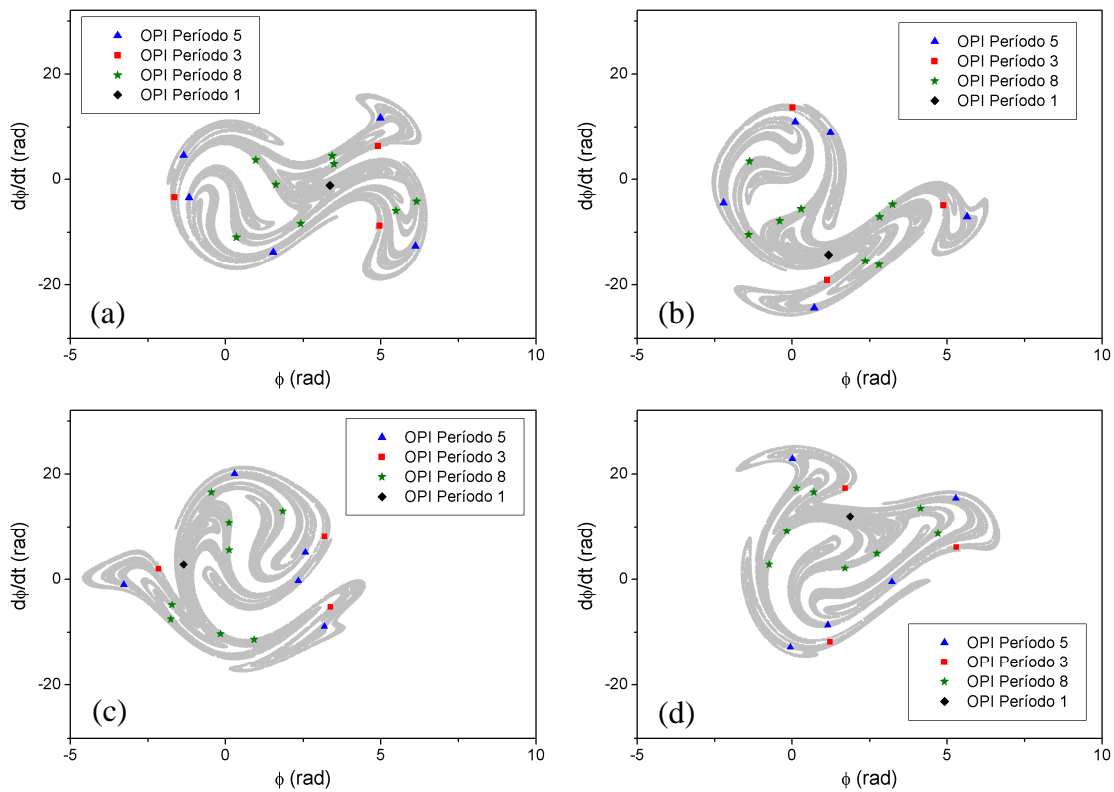 OPI Período 5
OPI Período 3
OPI Período 8
OPI Período 1
20
0
-20
dϕ/dt (rad)
(a)
-5
0
5
10
ϕ (rad)
OPI Período 5
OPI Período 3
OPI Período 8
OPI Período 1
20
0
-20
dϕ/dt (rad)
(b)
-5
0
5
10
ϕ (rad)
OPI Período 5
OPI Período 3
OPI Período 8
OPI Período 1
20
0
-20
dϕ/dt (rad)
(c)
-5
0
5
10
ϕ (rad)
20
0
-20
dϕ/dt (rad)
OPI Período 5
OPI Período 3
OPI Período 8
OPI Período 1
(d)
-5
0
5
10
ϕ (rad)